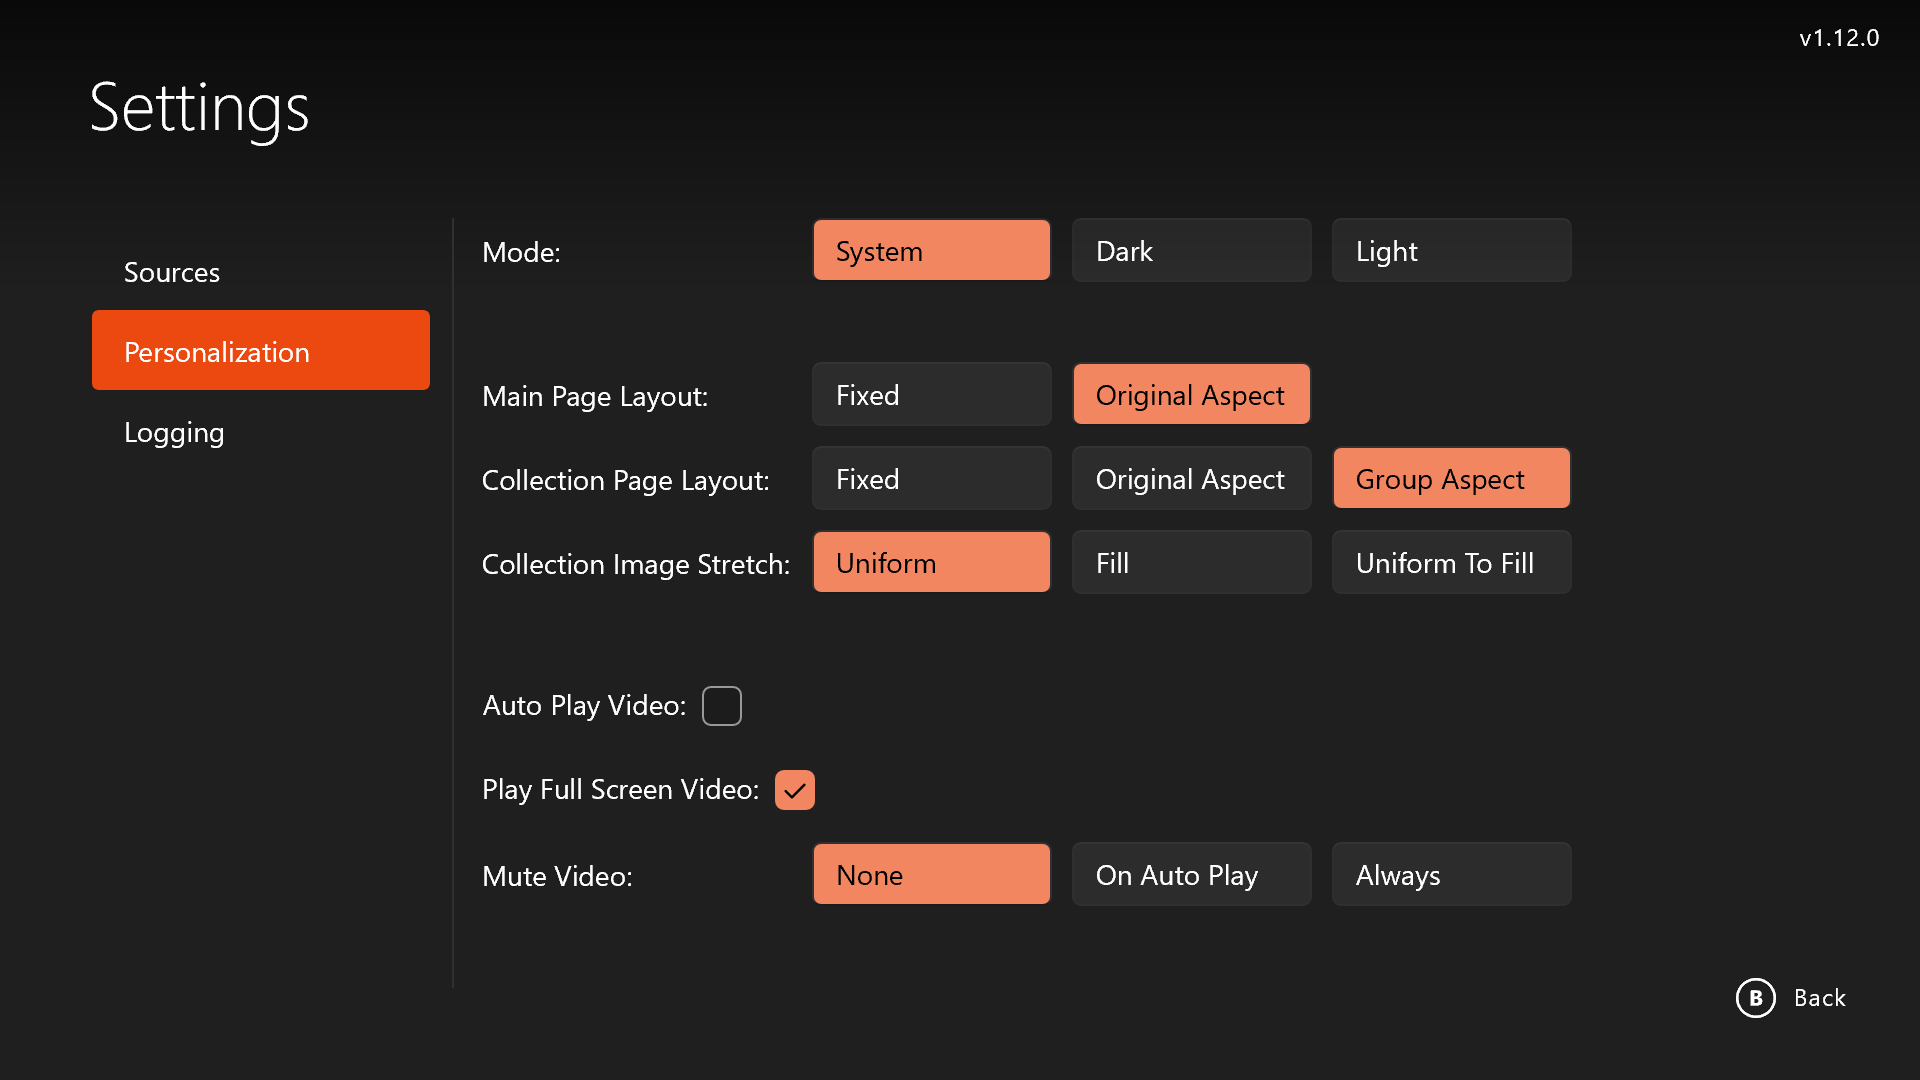 v1.12.0
Settings
Sources
Personalization
Logging
Mode: System Dark Light
Main Page Layout: Fixed Original Aspect
Collection Page Layout: Fixed Original Aspect Group Aspect
Collection Image Stretch: Uniform Fill Uniform To Fill
Auto Play Video:
Play Full Screen Video:
Mute Video: None On Auto Play Always
B Back